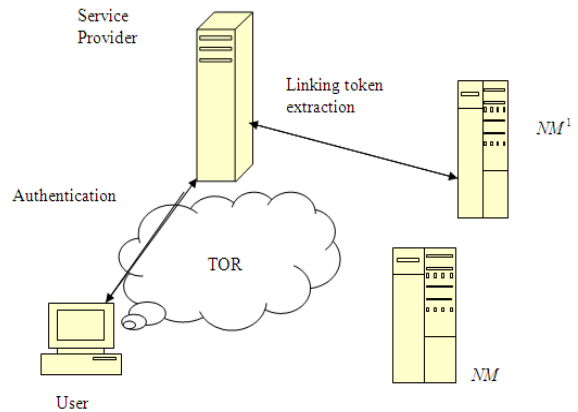 Service
Provider
Linking token
extraction
NM¹
Authentication
TOR
NM
User